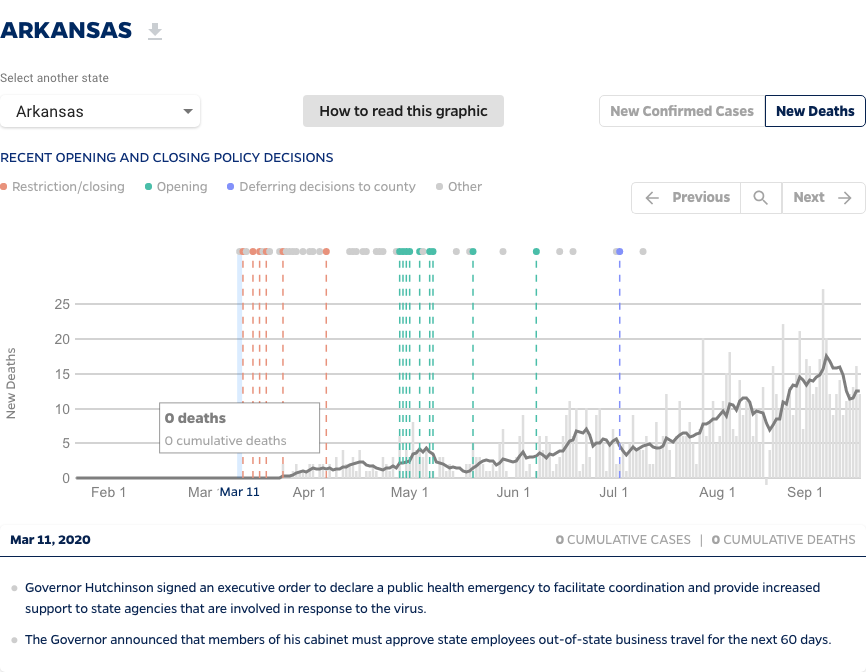 ARKANSAS
Select another state
Arkansas
How to read this graphic
New Confirmed Cases
New Deaths
RECENT OPENING AND CLOSING POLICY DECISIONS
Restriction/closing
Opening
Deferring decisions to county
Other
Previous
Next
New Deaths
25
20
15
10
5
0
0 deaths
0 cumulative deaths
Feb 1
Mar
Mar 11
Apr 1
May 1
Jun 1
Jul 1
Aug 1
Sep 1
Mar 11, 2020
0 CUMULATIVE CASES | 0 CUMULATIVE DEATHS
Governor Hutchinson signed an executive order to declare a public health emergency to facilitate coordination and provide increased
support to state agencies that are involved in response to the virus.
The Governor announced that members of his cabinet must approve state employees out-of-state business travel for the next 60 days.